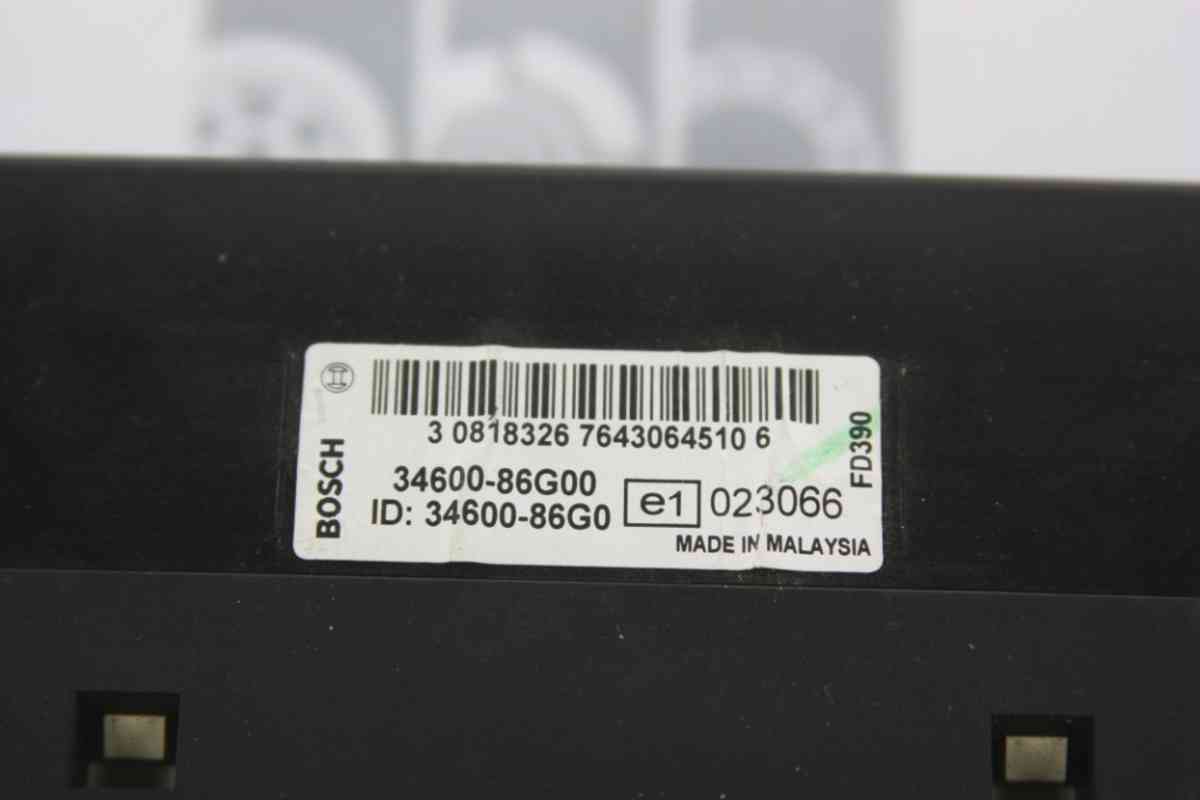 BOSCH
3 0818326 7643064510 6
34600-86G00
ID: 34600-86G0
e1 023066
MADE IN MALAYSIA
FD390